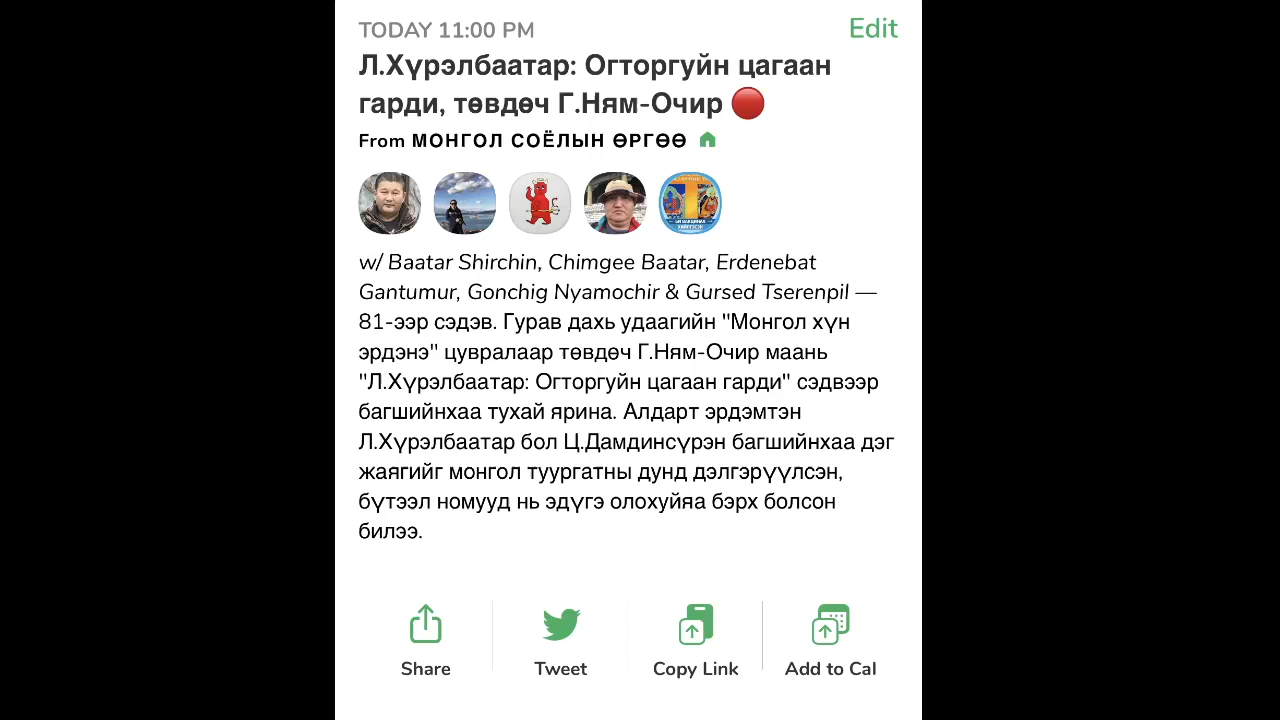 TODAY 11:00 PM
Edit
Л.Хүрэлбаатар: Огторгуйн цагаан
гарди, төвдөч Г.Ням-Очир
From МОНГОЛ СОЁЛЫН ӨРГӨӨ
w/ Baatar Shirchin, Chimgee Baatar, Erdenebat
Gantumur, Gonchig Nyamochir & Gursed Tserenpil —
81-ээр сэдэв. Гурав дахь удаагийн "Монгол хүн
эрдэнэ" цувралаар төвдөч Г.Ням-Очир маань
"Л.Хүрэлбаатар: Огторгуйн цагаан гарди" сэдвээр
багшийнхаа тухай ярина. Алдарт эрдэмтэн
Л.Хүрэлбаатар бол Ц.Дамдинсүрэн багшийнхаа дэг
жаягийг монгол туургатны дунд дэлгэрүүлсэн,
бүтээл номууд нь эдүгэ олохуйяа бэрх болсон
билээ.
Share
Tweet
Copy Link
Add to Cal